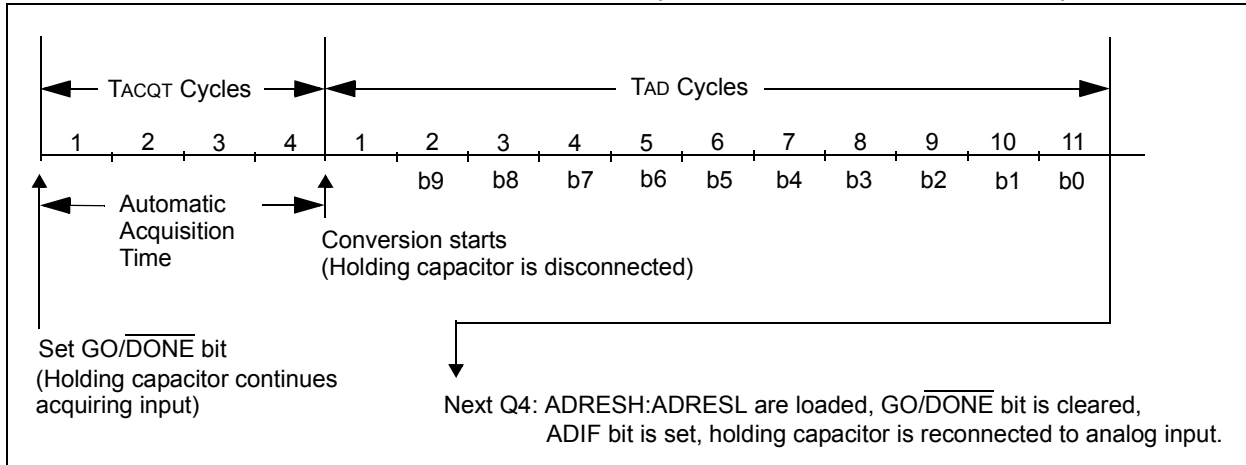 TACQT Cycles
TAD Cycles
1 2 3 4 1 2 3 4 5 6 7 8 9 10 11
b9 b8 b7 b6 b5 b4 b3 b2 b1 b0
Automatic
Acquisition
Time
Conversion starts
(Holding capacitor is disconnected)
Set GO/DONE bit
(Holding capacitor continues
acquiring input)
Next Q4: ADRESH:ADRESL are loaded, GO/DONE bit is cleared,
ADIF bit is set, holding capacitor is reconnected to analog input.